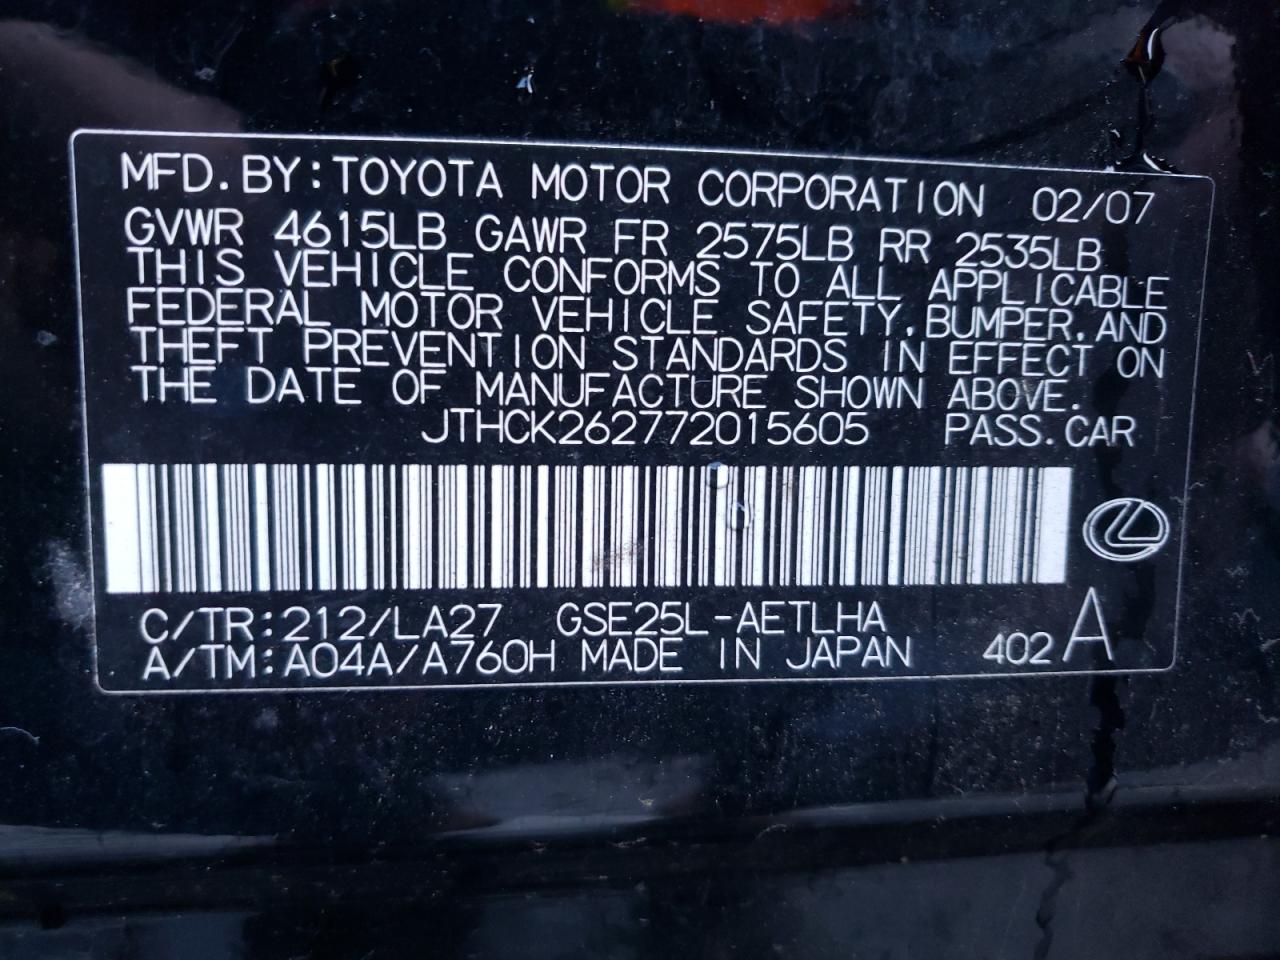 MFD. BY: TOYOTA MOTOR CORPORATION 02/07
GVWR 4615LB GAWR FR 2575LB RR 2535LB
THIS VEHICLE CONFORMS TO ALL APPLICABLE
FEDERAL MOTOR VEHICLE SAFETY, BUMPER, AND
THEFT PREVENTION STANDARDS IN EFFECT ON
THE DATE OF MANUFACTURE SHOWN ABOVE.
JTHCK262772015605 PASS. CAR
C/TR: 212/LA27 GSE25L-AETLHA
A/TM: A04A/A760H MADE IN JAPAN 402 A